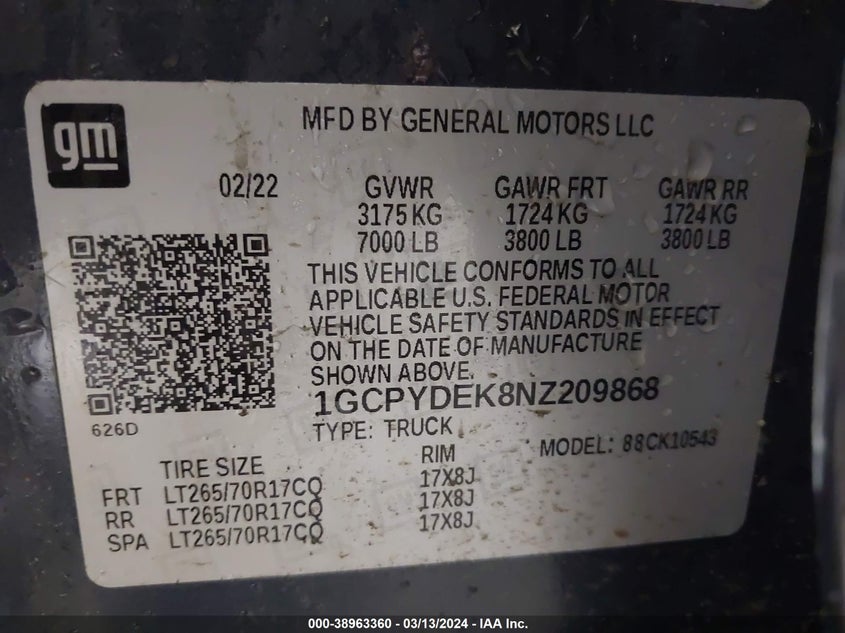 gm
MFD BY GENERAL MOTORS LLC
02/22 GVWR GAWR FRT GAWR RR
3175 KG 1724 KG 1724 KG
7000 LB 3800 LB 3800 LB
THIS VEHICLE CONFORMS TO ALL
APPLICABLE U.S. FEDERAL MOTOR
VEHICLE SAFETY STANDARDS IN EFFECT
ON THE DATE OF MANUFACTURE
SHOWN ABOVE.
1GCPYDEK8NZ209868
626D
TYPE: TRUCK MODEL: 88CK10543
TIRE SIZE RIM
FRT LT265/70R17CQ 17X8J
RR LT265/70R17CQ 17X8J
SPA LT265/70R17CQ 17X8J
000-38963360 - 03/13/2024 - IAA Inc.